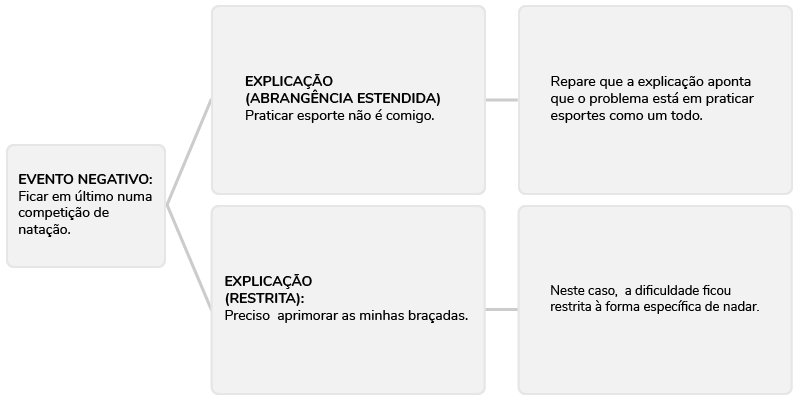 EVENTO NEGATIVO:
Ficar em último numa
competição de
natação.
EXPLICAÇÃO
(ABRANGÊNCIA ESTENDIDA)
Praticar esporte não é comigo.
Repare que a explicação aponta
que o problema está em praticar
esportes como um todo.
EXPLICAÇÃO
(RESTRITA):
Preciso  aprimorar as minhas braçadas.
Neste caso,  a dificuldade ficou
restrita à forma específica de nadar.